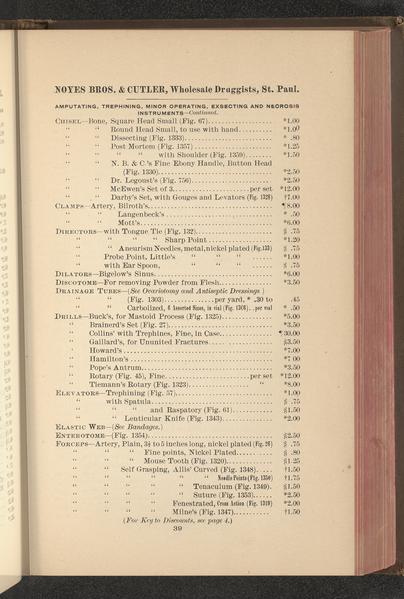 NOYES BROS. & CUTLER, Wholesale Druggists, St. Paul.
AMPUTATING, TREPHINING, MINOR OPERATING, EXSECTING AND NECROSIS
INSTRUMENTS—Continued.
CHISEL—Bone, Square Head Small (Fig. 67)............... *1.00
" " Round Head Small, to use with hand.......... *1.00
" " Dissecting (Fig. 1333)............... * .80
" " Post Mortem (Fig. 1357)............... *1.25
" " " " with Shoulder (Fig. 1359)....... *1.50
" " N. B. & C.'s Fine Ebony Handle, Button Head
(Fig. 1330)............... *2.50
" " Dr. Legoust's (Fig. 756)............... *2.50
" " McEwen's Set of 3...............per set *12.00
" " Darby's Set, with Gouges and Levators (Fig. 1329) †7.00
CLAMPS—Artery, Bilroth's............... ¶ 8.00
" " Langenbeck's............... * .50
" " Mott's............... *6.00
DIRECTORS—with Tongue Tie (Fig. 132)............... § .75
" " " " Sharp Point............... *1.20
" " Aneurism Needles, metal, nickel plated (Fig. 133) § .75
" Probe Point, Little's " " " ...... *1.00
" with Ear Spoon, " " " ...... § .75
DILATORS—Bigelow's Sinus............... *6.00
DISCOTOME—For removing Powder from Flesh............... *3.50
DRAINAGE TUBES—(See Ovariotomy and Antiseptic Dressings.)
" " (Fig. 1303)...............per yard, * .30 to .45
" " Carbolized, 6 Assorted Sizes, in vial (Fig. 1304)...per vial * .50
DRILLS—Buck's, for Mastoid Process (Fig. 1325)............... *5.00
" Brainerd's Set (Fig. 27)............... *3.50
" Collins' with Trephines, Fine, in Case............... ¶ 30.00
" Gaillard's, for Ununited Fractures............... §3.50
" Howard's............... *7.00
" Hamilton's............... *7.00
" Pope's Antrum............... *3.50
" Rotary (Fig. 45), Fine...............per set *12.00
" Tiemann's Rotary (Fig. 1323)............... " *8.00
ELEVATORS—Trephining (Fig. 57)............... *1.00
" with Spatula............... § .75
" " " and Raspatory (Fig. 61)............... §1.50
" " Lenticular Knife (Fig. 1343)............... *2.00
ELASTIC WEB—(See Bandages.)
ENTEROTOME—(Fig. 1354)............... §2.50
FORCEPS—Artery, Plain, 3½ to 5 inches long, nickel plated (Fig. 26) § .75
" " " Fine points, Nickel Plated............... § .80
" " " Mouse Tooth (Fig. 1320)............... §1.25
" " Self Grasping, Allis' Curved (Fig. 1348).... †1.50
" " " " " Needle Points (Fig. 1350) †1.75
" " " " Tenaculum (Fig. 1349). §1.50
" " " " Suture (Fig. 1353)..... *2.50
" " " Fenestrated, Cross Action (Fig. 1319) *2.00
" " " " Milne's (Fig. 1347).......... †1.50
(For Key to Discounts, see page 4.)
39